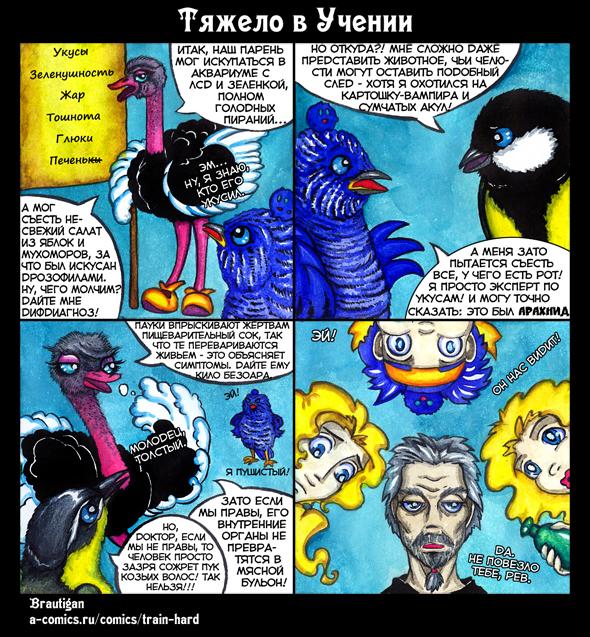 Тяжело в Учении
Укусы
Зеленушность
Жар
Тошнота
Глюки
Печеньки
ИТАК, НАШ ПАРЕНЬ
МОГ ИСКУПАТЬСЯ В
АКВАРИУМЕ С
ЛСД И ЗЕЛЕНКОЙ,
ПОЛНОМ
ГОЛОДНЫХ
ПИРАНИЙ...
ЭМ...
НУ, Я ЗНАЮ,
КТО ЕГО
УКУСИЛ.
А МОГ
СЪЕСТЬ НЕ-
СВЕЖИЙ САЛАТ
ИЗ ЯБЛОК И
МУХОМОРОВ, ЗА
ЧТО БЫЛ ИСКУСАН
ДРОЗОФИЛАМИ.
НУ, ЧЕГО МОЛЧИМ?
ДАЙТЕ МНЕ
ДИФДИАГНОЗ!
НО ОТКУДА?! МНЕ СЛОЖНО ДАЖЕ
ПРЕДСТАВИТЬ ЖИВОТНОЕ, ЧЬИ ЧЕЛЮ-
СТИ МОГУТ ОСТАВИТЬ ПОДОБНЫЙ
СЛЕД - ХОТЯ Я ОХОТИЛСЯ НА
КАРТОШКУ-ВАМПИРА И
СУМЧАТЫХ АКУЛ!
А МЕНЯ ЗАТО
ПЫТАЕТСЯ СЪЕСТЬ
ВСЕ, У ЧЕГО ЕСТЬ РОТ!
Я ПРОСТО ЭКСПЕРТ ПО
УКУСАМ! И МОГУ ТОЧНО
СКАЗАТЬ: ЭТО БЫЛ АРАХНИД
ПАУКИ ВПРЫСКИВАЮТ ЖЕРТВАМ
ПИЩЕВАРИТЕЛЬНЫЙ СОК, ТАК
ЧТО ТЕ ПЕРЕВАРИВАЮТСЯ
ЖИВЬЕМ - ЭТО ОБЪЯСНЯЕТ
СИМПТОМЫ. ДАЙТЕ ЕМУ
КИЛО БЕЗОАРА.
МОЛОДЕЦ,
ТОЛСТЫЙ.
ЭЙ!
Я ПУШИСТЫЙ!
НО,
ДОКТОР, ЕСЛИ
МЫ НЕ ПРАВЫ, ТО
ЧЕЛОВЕК ПРОСТО
ЗАЗРЯ СОЖРЕТ ПУК
КОЗЬИХ ВОЛОС! ТАК
НЕЛЬЗЯ!!!
ЗАТО ЕСЛИ
МЫ ПРАВЫ, ЕГО
ВНУТРЕННИЕ
ОРГАНЫ НЕ
ПРЕВРА-
ТЯТСЯ В
МЯСНОЙ
БУЛЬОН!
ЭЙ!
ОН НАС ВИДИТ!
ДА.
НЕ ПОВЕЗЛО
ТЕБЕ, РЕВ.
Brautigan
a-comics.ru/comics/train-hard